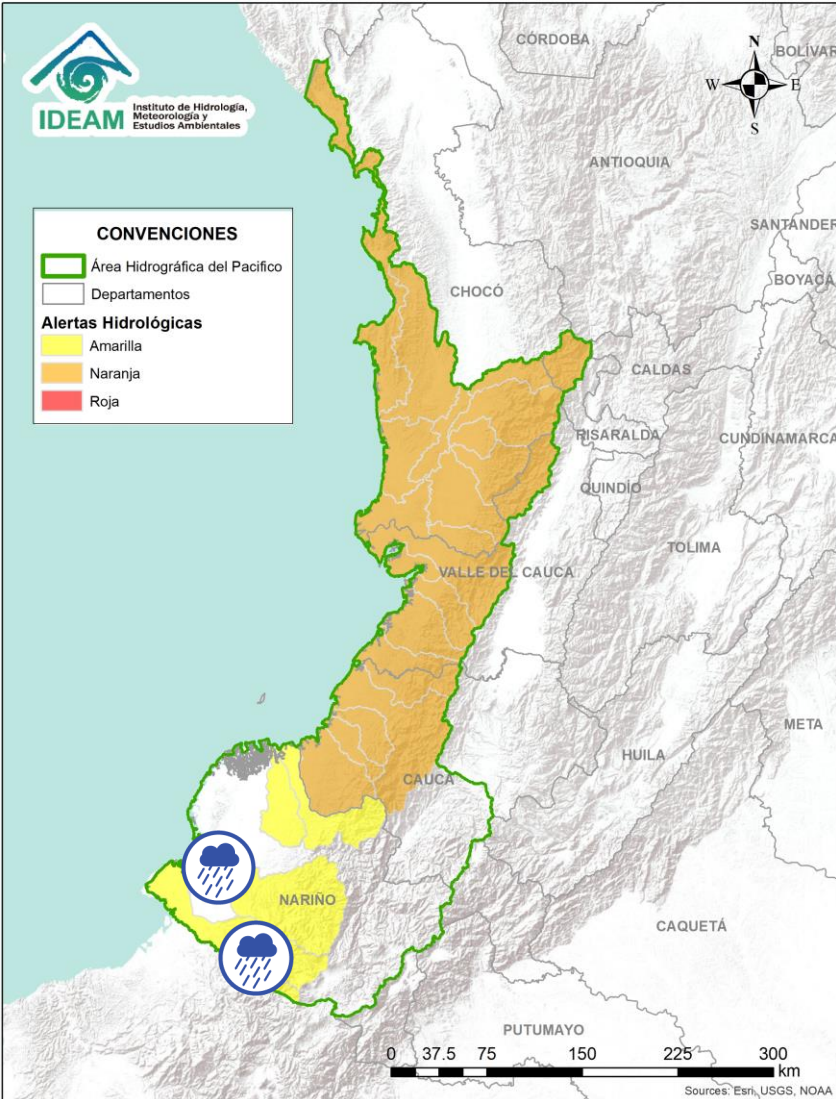 IDEAM
Instituto de Hidrología,
Meteorología y
Estudios Ambientales
N
W
E
S
CONVENCIONES
Área Hidrográfica del Pacifico
Departamentos
Alertas Hidrológicas
Amarilla
Naranja
Roja
CÓRDOBA
BOLÍVAR
ANTIOQUIA
SANTANDER
BOYACÁ
CHOCÓ
CALDAS
RISARALDA
CUNDINAMARCA
QUINDÍO
TOLIMA
VALLE DEL CAUCA
META
HUILA
CAUCA
NARIÑO
CAQUETÁ
PUTUMAYO
0 37.5 75 150 225 300
km
Sources: Esri, USGS, NOAA